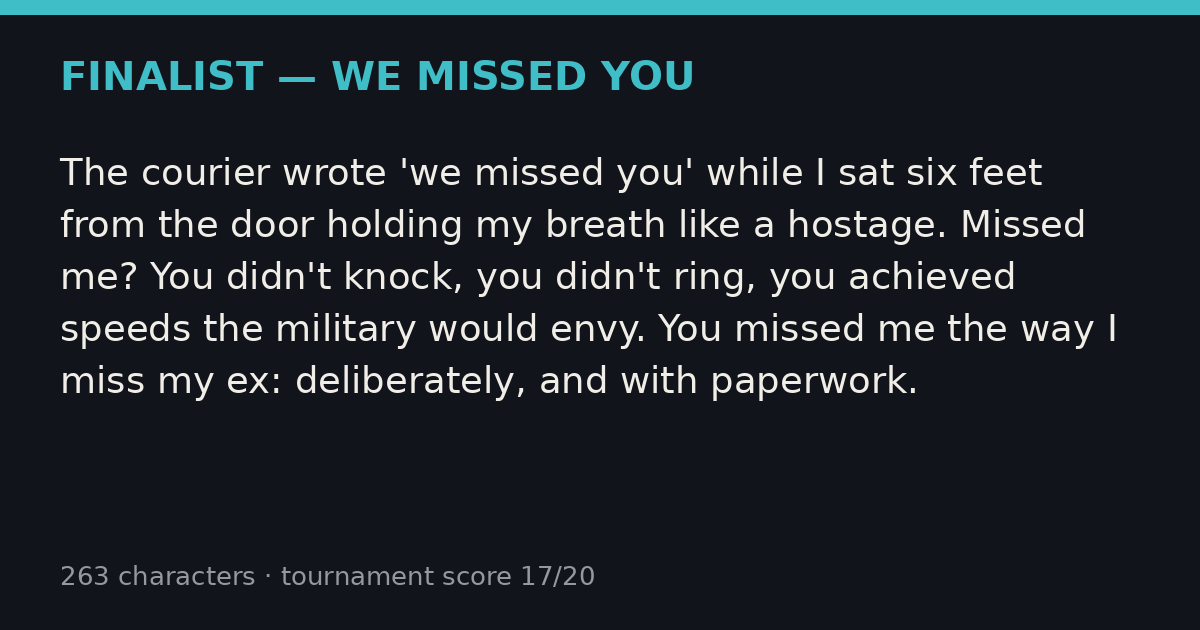 FINALIST — WE MISSED YOU
The courier wrote 'we missed you' while I sat six feet
from the door holding my breath like a hostage. Missed
me? You didn't knock, you didn't ring, you achieved
speeds the military would envy. You missed me the way I
miss my ex: deliberately, and with paperwork.
263 characters · tournament score 17/20